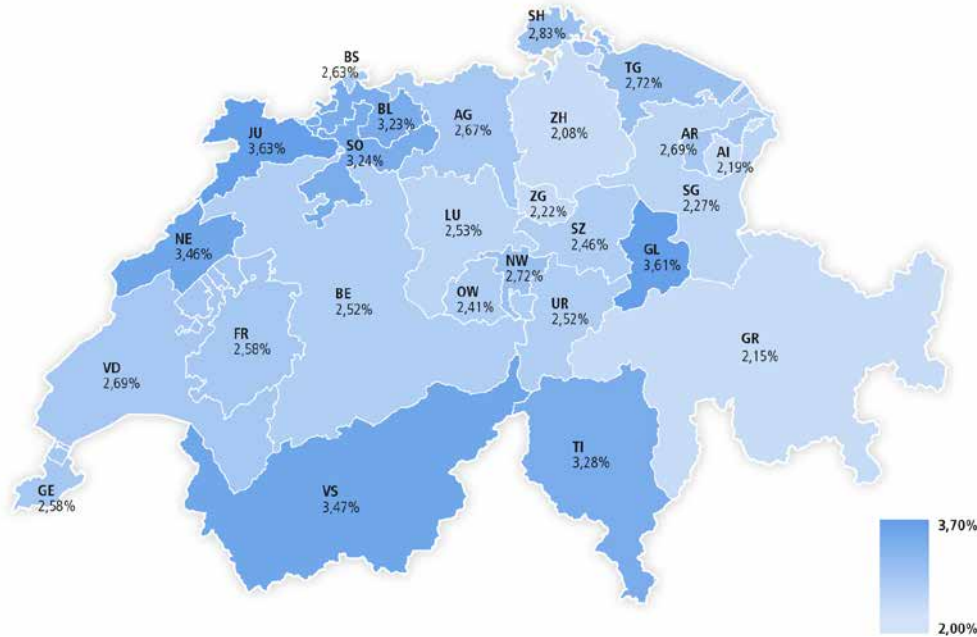 SH
2,83%
BS
2,63%
TG
2,72%
BL
3,23%
AG
2,67%
ZH
2,08%
JU
3,63%
SO
3,24%
AR
2,69%
AI
2,19%
ZG
2,22%
SG
2,27%
LU
2,53%
SZ
2,46%
NE
3,46%
GL
3,61%
NW
2,72%
OW
2,41%
UR
2,52%
BE
2,52%
FR
2,58%
GR
2,15%
VD
2,69%
TI
3,28%
VS
3,47%
GE
2,58%
3,70%
2,00%